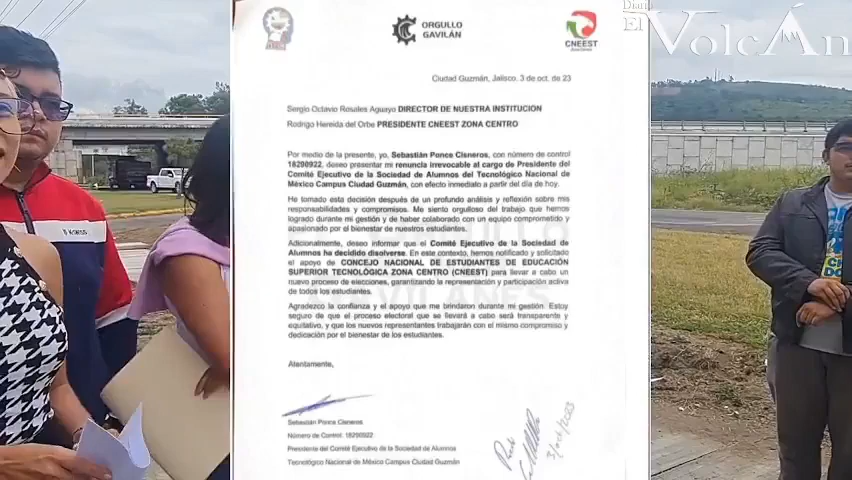 ORGULLO
GAVILÁN
CNEEST
Diario
El Volcán
Ciudad Guzmán, Jalisco. 3 de oct. de 23
Sergio Octavio Rosales Aguayo DIRECTOR DE NUESTRA INSTITUCION
Rodrigo Hereida del Orbe PRESIDENTE CNEEST ZONA CENTRO
Por medio de la presente, yo, Sebastián Ponce Cisneros, con número de control
18290922, deseo presentar mi renuncia irrevocable al cargo de Presidente del
Comité Ejecutivo de la Sociedad de Alumnos del Tecnológico Nacional de
México Campus Ciudad Guzmán, con efecto inmediato a partir del día de hoy.
He tomado esta decisión después de un profundo análisis y reflexión sobre mis
responsabilidades y compromisos. Me siento orgulloso del trabajo que hemos
logrado durante mi gestión y de haber colaborado con un equipo comprometido y
apasionado por el bienestar de nuestros estudiantes.
Adicionalmente, deseo informar que el Comité Ejecutivo de la Sociedad de
Alumnos ha decidido disolverse. En este contexto, hemos notificado y solicitado
el apoyo de CONCEJO NACIONAL DE ESTUDIANTES DE EDUCACIÓN
SUPERIOR TECNOLÓGICA ZONA CENTRO (CNEEST) para llevar a cabo un
nuevo proceso de elecciones, garantizando la representación y participación activa
de todos los estudiantes.
Agradezco la confianza y el apoyo que me brindaron durante mi gestión. Estoy
seguro de que el proceso electoral que se llevará a cabo será transparente y
equitativo, y que los nuevos representantes trabajarán con el mismo compromiso y
dedicación por el bienestar de los estudiantes.
Atentamente,
Sebastián Ponce Cisneros
Número de Control: 18290922
Presidente del Comité Ejecutivo de la Sociedad de Alumnos
Tecnológico Nacional de México Campus Ciudad Guzmán